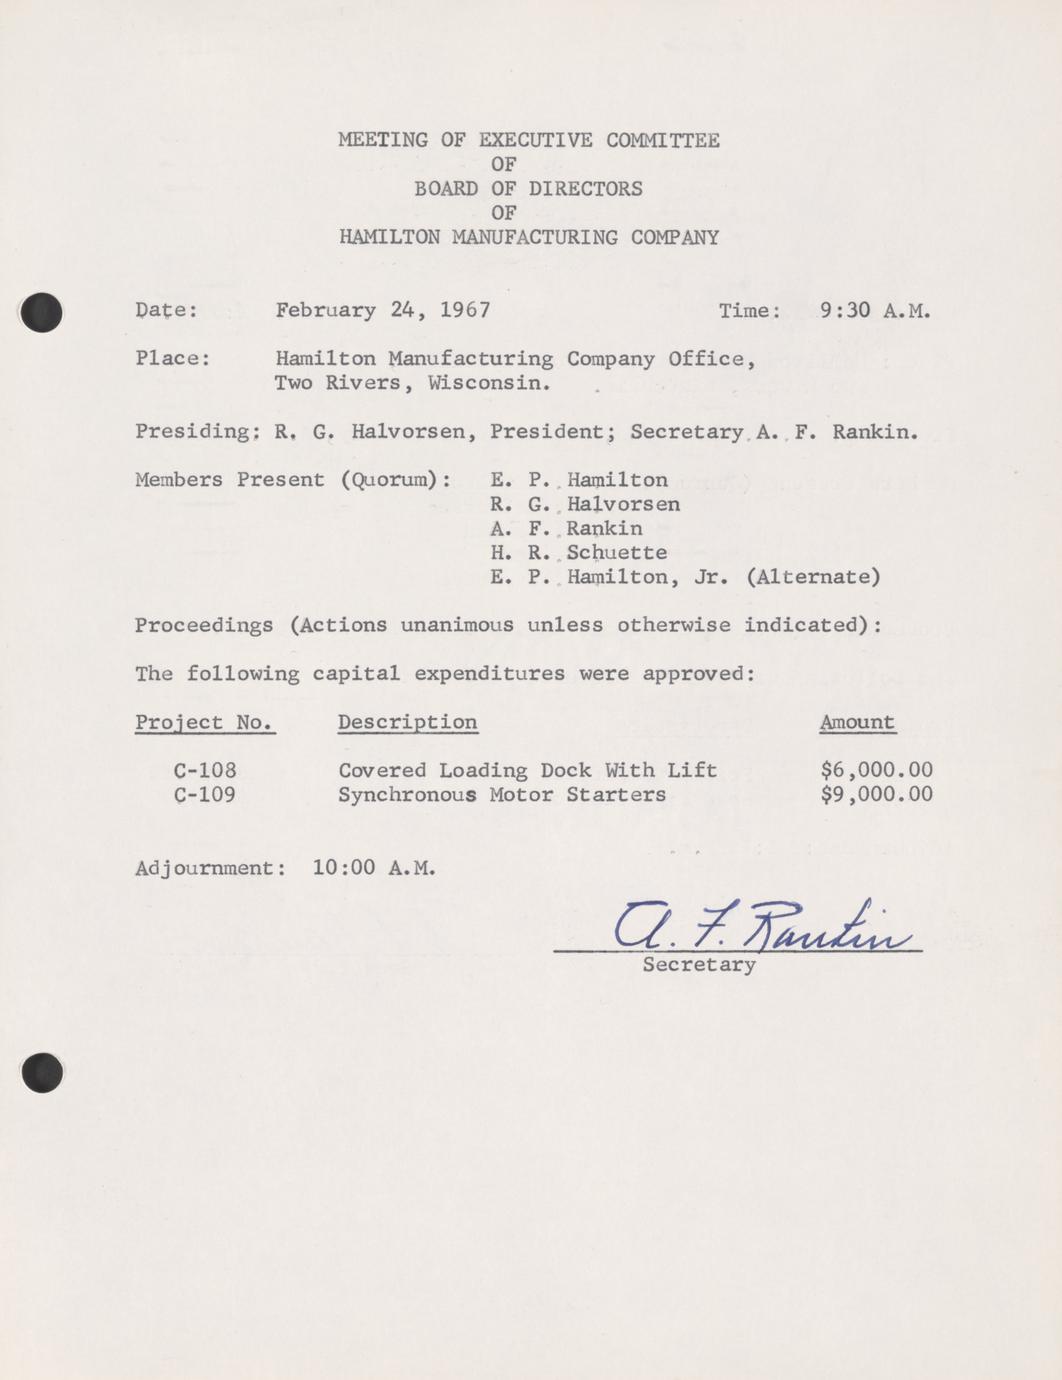 MEETING OF EXECUTIVE COMMITTEE
OF
BOARD OF DIRECTORS
OF
HAMILTON MANUFACTURING COMPANY
Date: February 24, 1967 Time: 9:30 A.M.
Place: Hamilton Manufacturing Company Office,
Two Rivers, Wisconsin.
Presiding: R. G. Halvorsen, President; Secretary A. F. Rankin.
Members Present (Quorum): E. P. Hamilton
R. G. Halvorsen
A. F. Rankin
H. R. Schuette
E. P. Hamilton, Jr. (Alternate)
Proceedings (Actions unanimous unless otherwise indicated):
The following capital expenditures were approved:
Project No. Description Amount
C-108 Covered Loading Dock With Lift $6,000.00
C-109 Synchronous Motor Starters $9,000.00
Adjournment: 10:00 A.M.
A. F. Rankin
Secretary